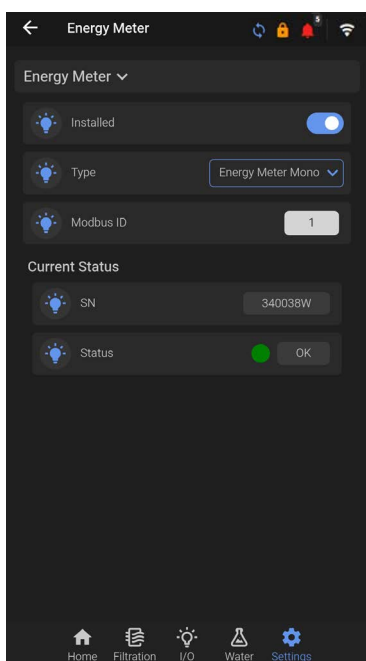 Energy Meter
5
Energy Meter
Installed
Type Energy Meter Mono
Modbus ID 1
Current Status
SN 340038W
Status OK
Home Filtration I/O Water Settings